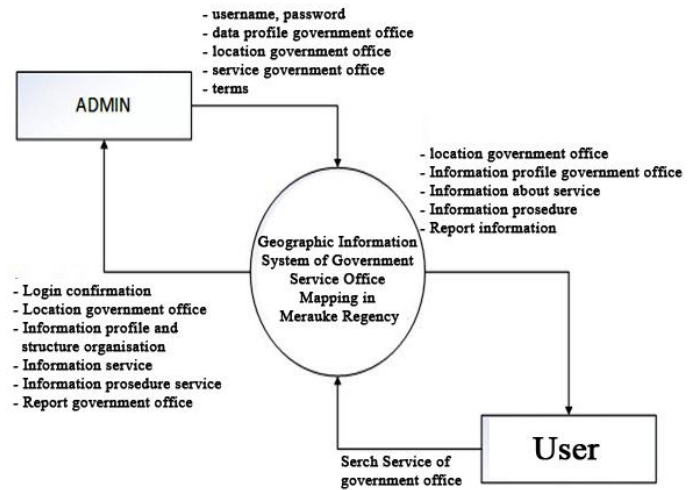 - username, password
- data profile government office
- location government office
- service government office
- terms
ADMIN
- location government office
- Information profile government office
- Information about service
- Information prosedure
- Report information
Geographic Information
System of Government
Service Office
Mapping in
Merauke Regency
- Login confirmation
- Location government office
- Information profile and
structure organisation
- Information service
- Information prosedure service
- Report government office
User
Serch Service of
government office